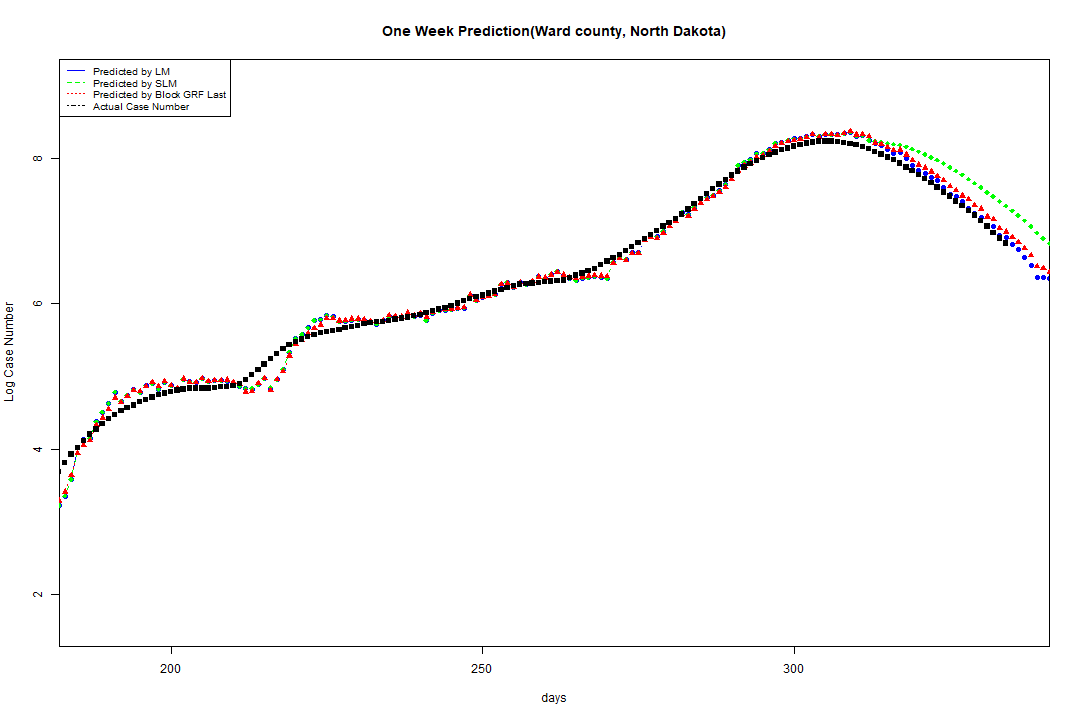 One Week Prediction(Ward county, North Dakota)
Predicted by LM
Predicted by SLM
Predicted by Block GRF Last
Actual Case Number
8
6
4
2
Log Case Number
200 250 300
days